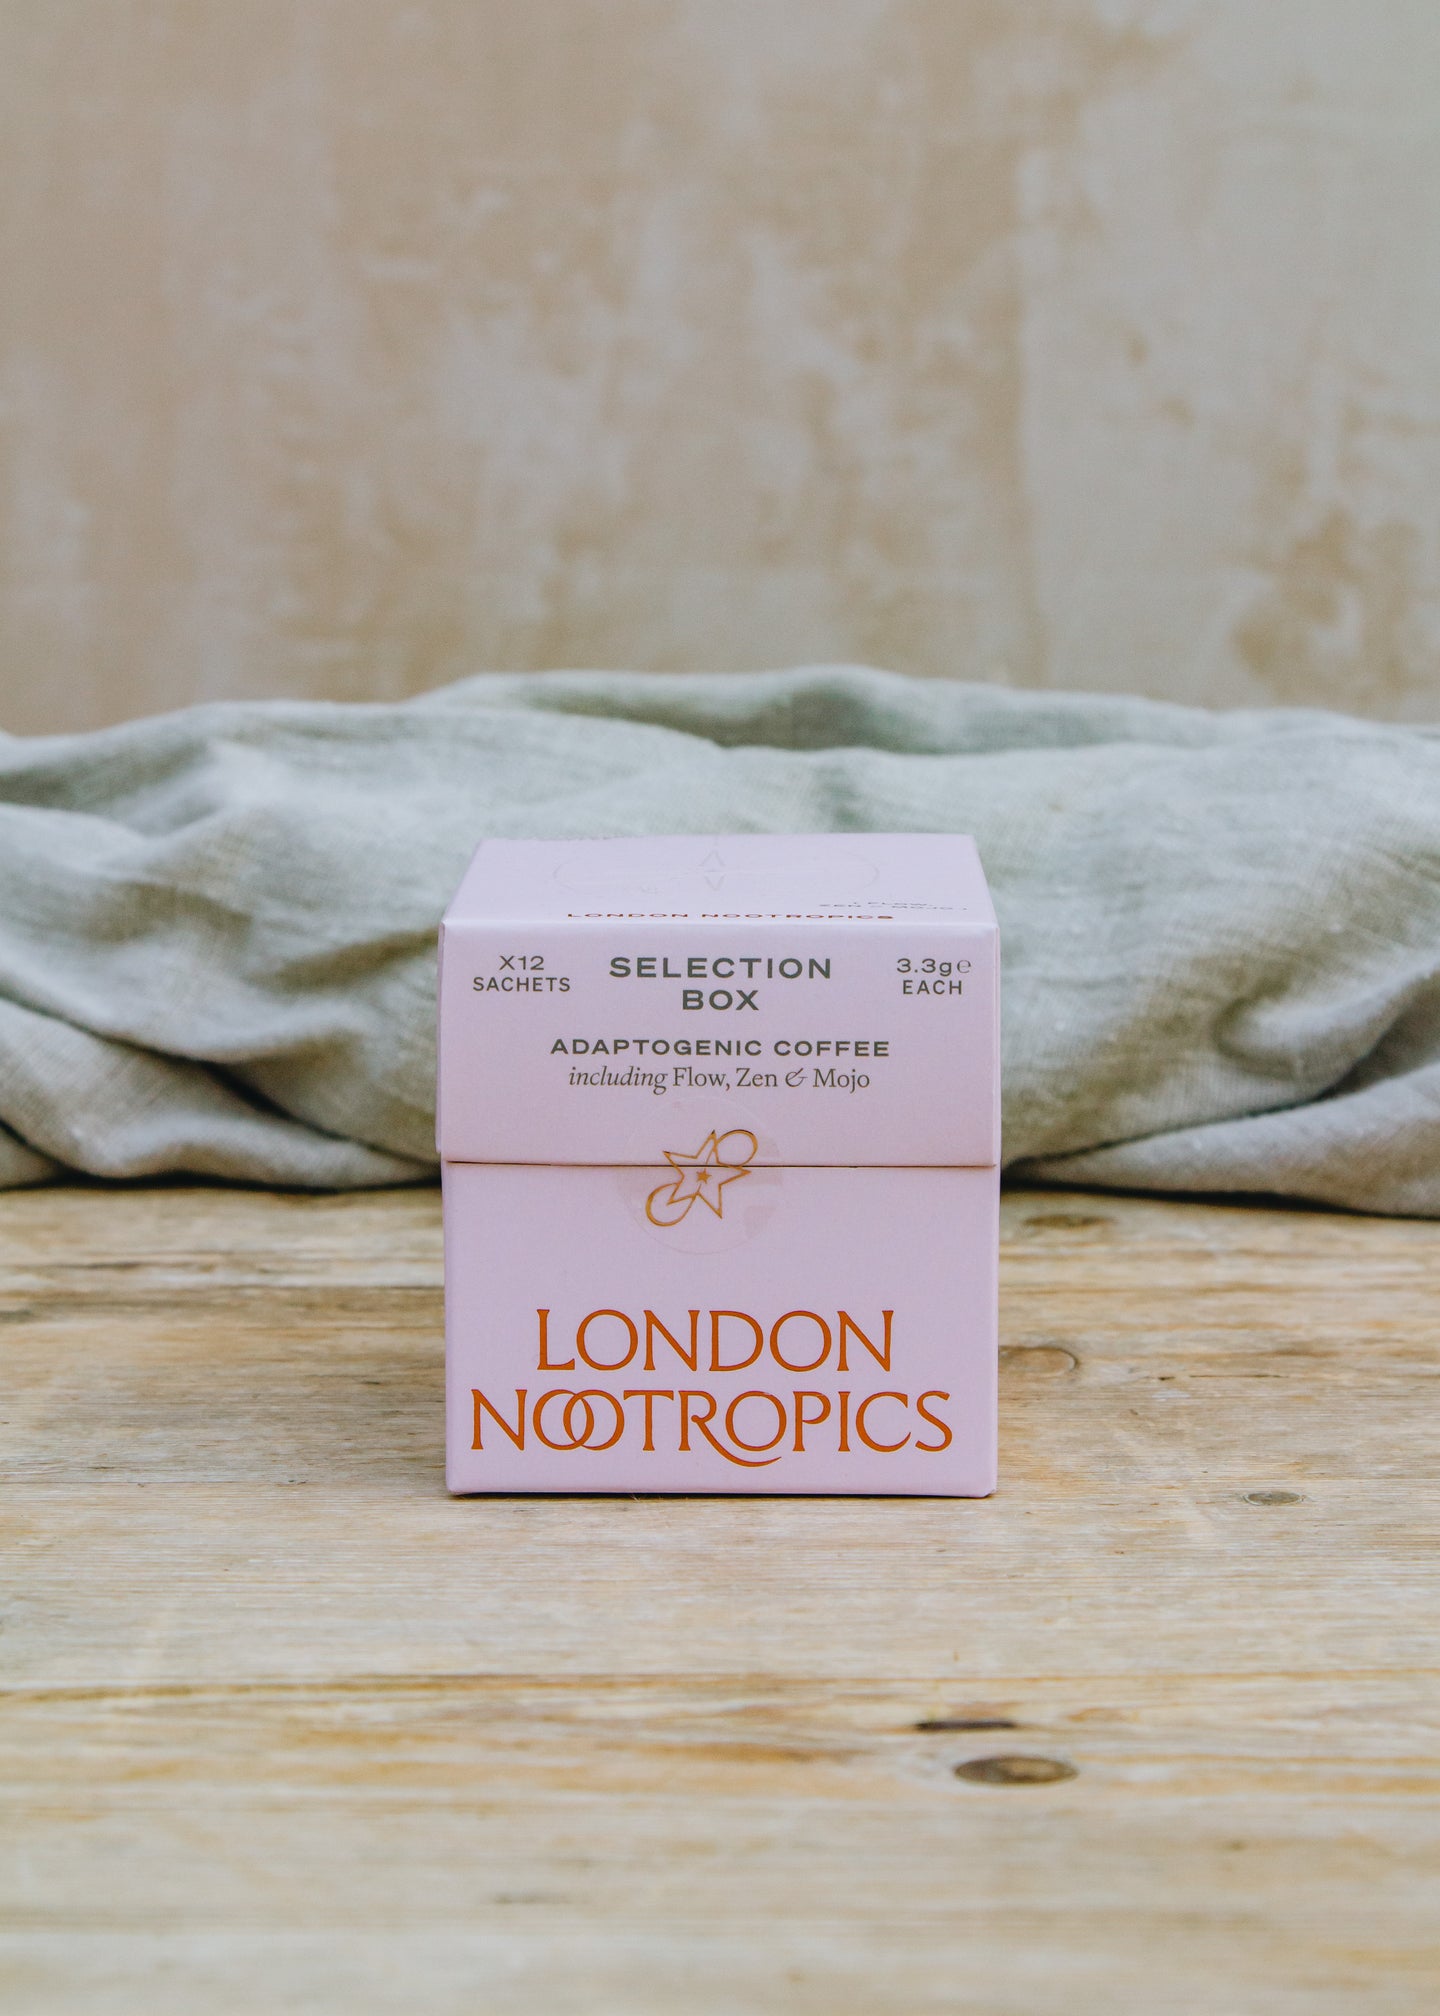 LONDON NOOTROPICS
X12
SACHETS
SELECTION
BOX
3.3g℮
EACH
ADAPTOGENIC COFFEE
including Flow, Zen & Mojo
LONDON
NOOTROPICS